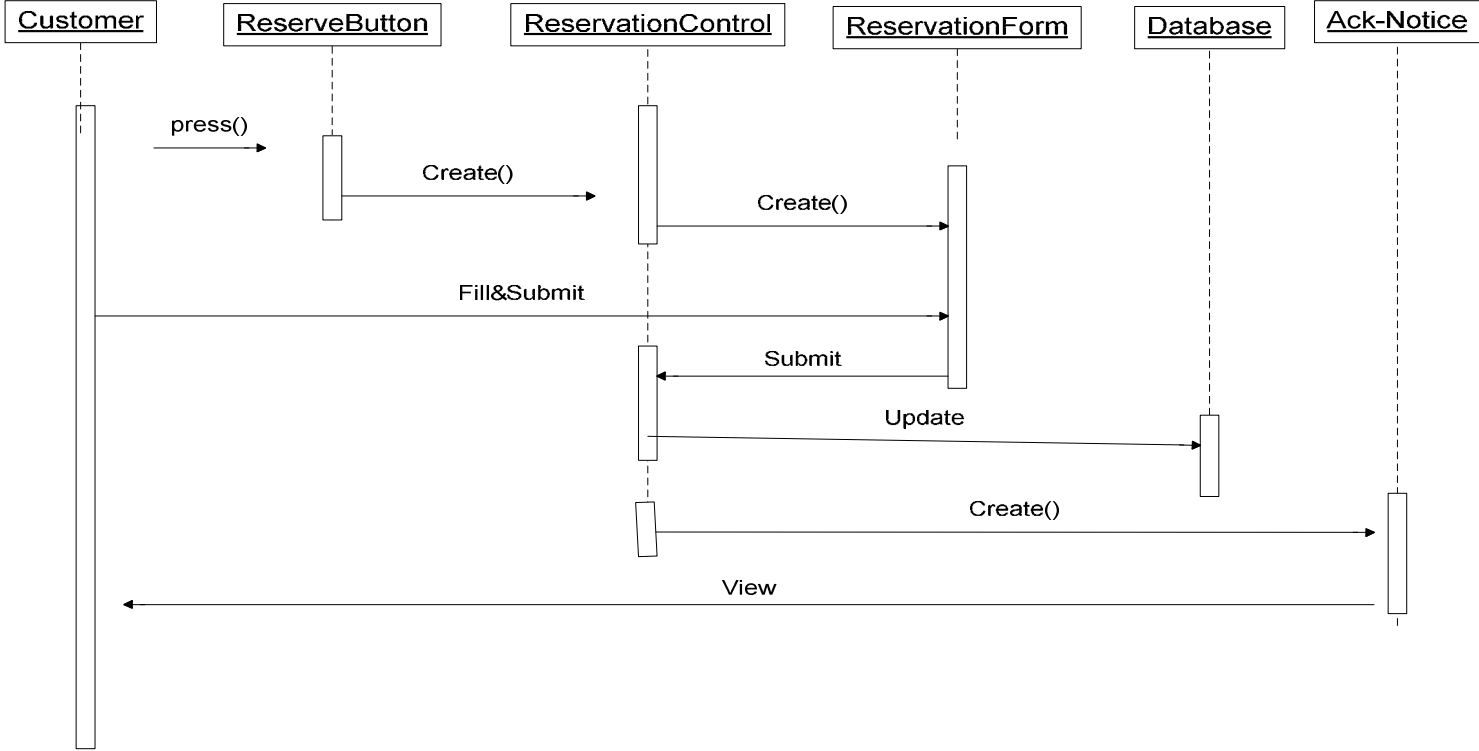 Customer
ReserveButton
ReservationControl
ReservationForm
Database
Ack-Notice
press()
Create()
Create()
Fill&Submit
Submit
Update
Create()
View